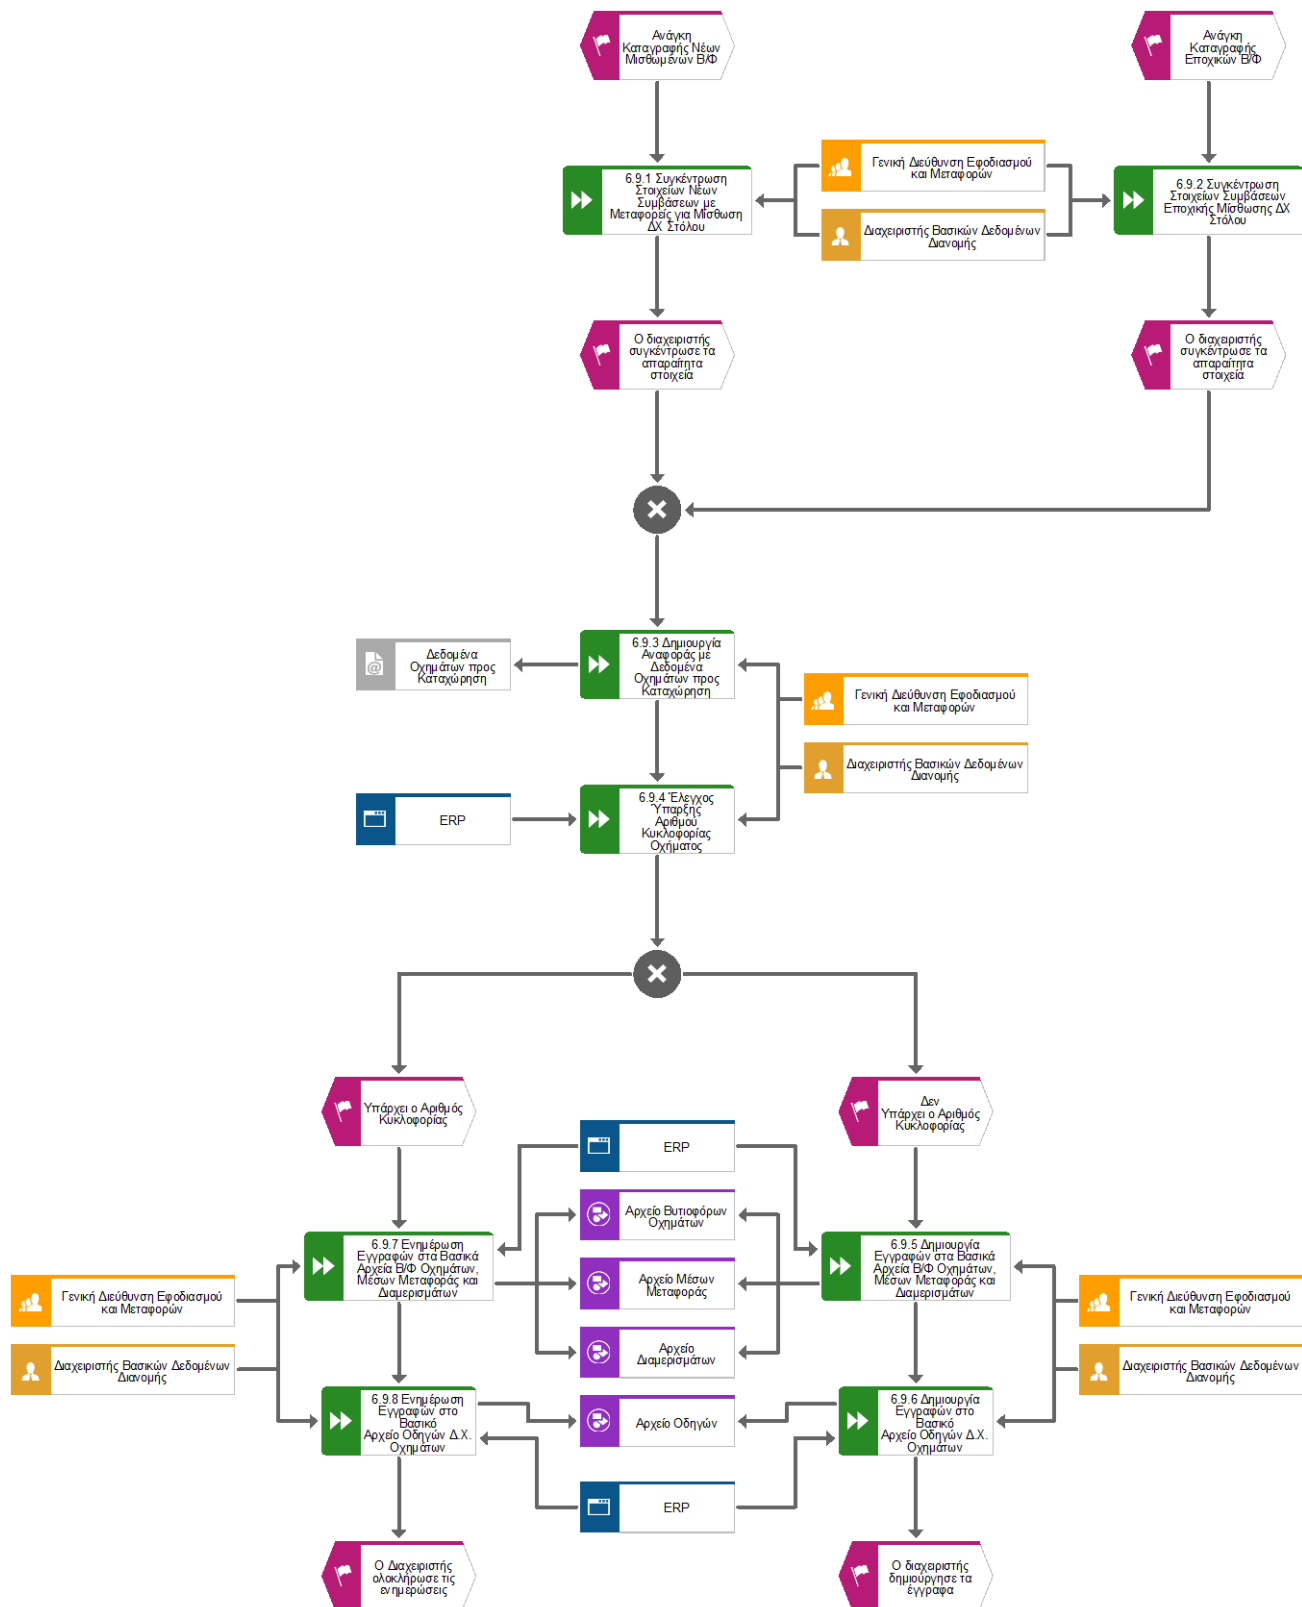 Ανάγκη
Καταγραφής Νέων
Μισθωμένων Β/Φ
Ανάγκη
Καταγραφής
Εποχικών Β/Φ
Γενική Διεύθυνση Εφοδιασμού
και Μεταφορών
6.9.1 Συγκέντρωση
Στοιχείων Νέων
Συμβάσεων με
Μεταφορείς για Μίσθωση
ΔΧ Στόλου
6.9.2 Συγκέντρωση
Στοιχείων Συμβάσεων
Εποχικής Μίσθωσης ΔΧ
Στόλου
Διαχειριστής Βασικών Δεδομένων
Διανομής
Ο διαχειριστής
συγκέντρωσε τα
απαραίτητα
στοιχεία
Ο διαχειριστής
συγκέντρωσε τα
απαραίτητα
στοιχεία
Δεδομένα
Οχημάτων προς
Καταχώρηση
6.9.3 Δημιουργία
Αναφοράς με
Δεδομένα
Οχημάτων προς
Καταχώρηση
Γενική Διεύθυνση Εφοδιασμού
και Μεταφορών
Διαχειριστής Βασικών Δεδομένων
Διανομής
ERP
6.9.4 Έλεγχος
Ύπαρξης
Αριθμού
Κυκλοφορίας
Οχήματος
Υπάρχει ο Αριθμός
Κυκλοφορίας
Δεν
Υπάρχει ο Αριθμός
Κυκλοφορίας
ERP
Αρχείο Βυτιοφόρων
Οχημάτων
6.9.7 Ενημέρωση
Εγγραφών στα Βασικά
Αρχεία Β/Φ Οχημάτων,
Μέσων Μεταφοράς και
Διαμερισμάτων
Αρχείο Μέσων
Μεταφοράς
6.9.5 Δημιουργία
Εγγραφών στα Βασικά
Αρχεία Β/Φ Οχημάτων,
Μέσων Μεταφοράς και
Διαμερισμάτων
Γενική Διεύθυνση Εφοδιασμού
και Μεταφορών
Γενική Διεύθυνση Εφοδιασμού
και Μεταφορών
Αρχείο
Διαμερισμάτων
Διαχειριστής Βασικών Δεδομένων
Διανομής
Διαχειριστής Βασικών Δεδομένων
Διανομής
6.9.8 Ενημέρωση
Εγγραφών στο
Βασικό
Αρχείο Οδηγών Δ.Χ.
Οχημάτων
Αρχείο Οδηγών
6.9.6 Δημιουργία
Εγγραφών στο
Βασικό
Αρχείο Οδηγών Δ.Χ.
Οχημάτων
ERP
Ο Διαχειριστής
ολοκλήρωσε τις
ενημερώσεις
Ο διαχειριστής
δημιούργησε τα
έγγραφα